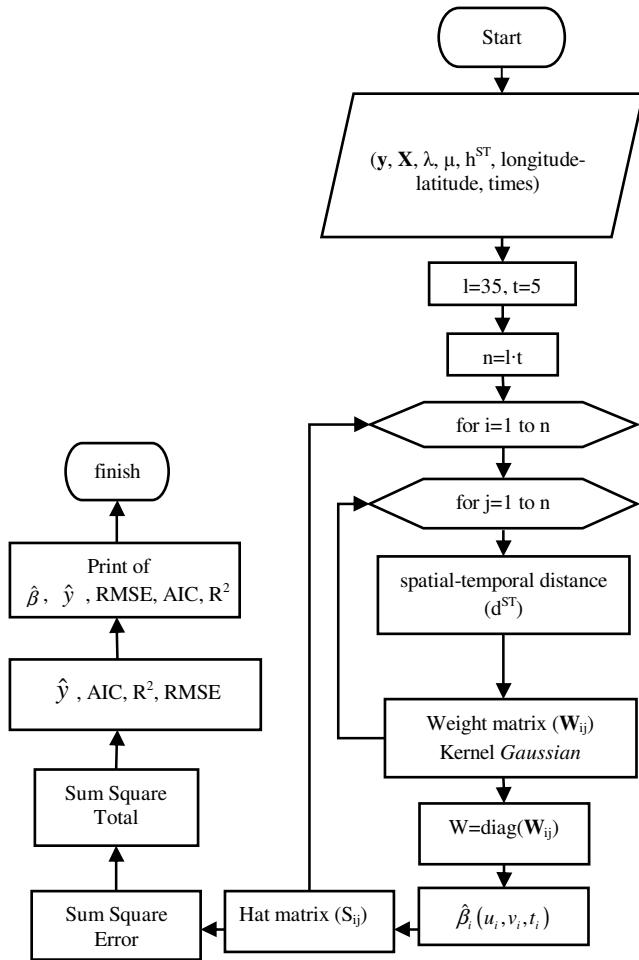 Start
(y, X, λ, μ, h^ST, longitude-
latitude, times)
l=35, t=5
n=l·t
for i=1 to n
for j=1 to n
spatial-temporal distance
(d^ST)
Weight matrix (W_ij)
Kernel Gaussian
W=diag(W_ij)
β̂_i (u_i, v_i, t_i)
Hat matrix (S_ij)
Sum Square
Error
Sum Square
Total
ŷ , AIC, R², RMSE
Print of
β̂ , ŷ , RMSE, AIC, R²
finish